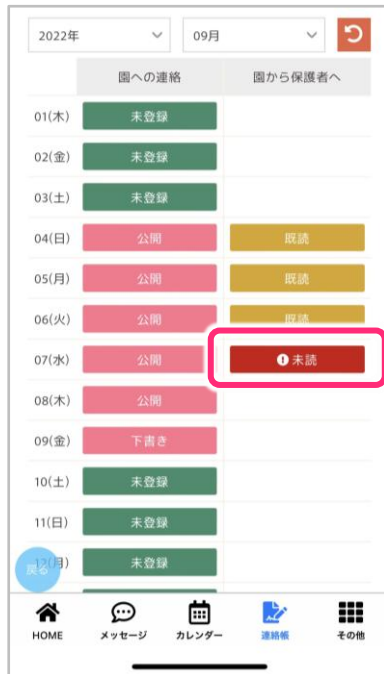 2022年 09月
園への連絡 園から保護者へ
01(木) 未登録
02(金) 未登録
03(土) 未登録
04(日) 公開 既読
05(月) 公開 既読
06(火) 公開 既読
07(水) 公開 未読
08(木) 公開
09(金) 下書き
10(土) 未登録
11(日) 未登録
12(月) 未登録
戻る
HOME メッセージ カレンダー 連絡帳 その他